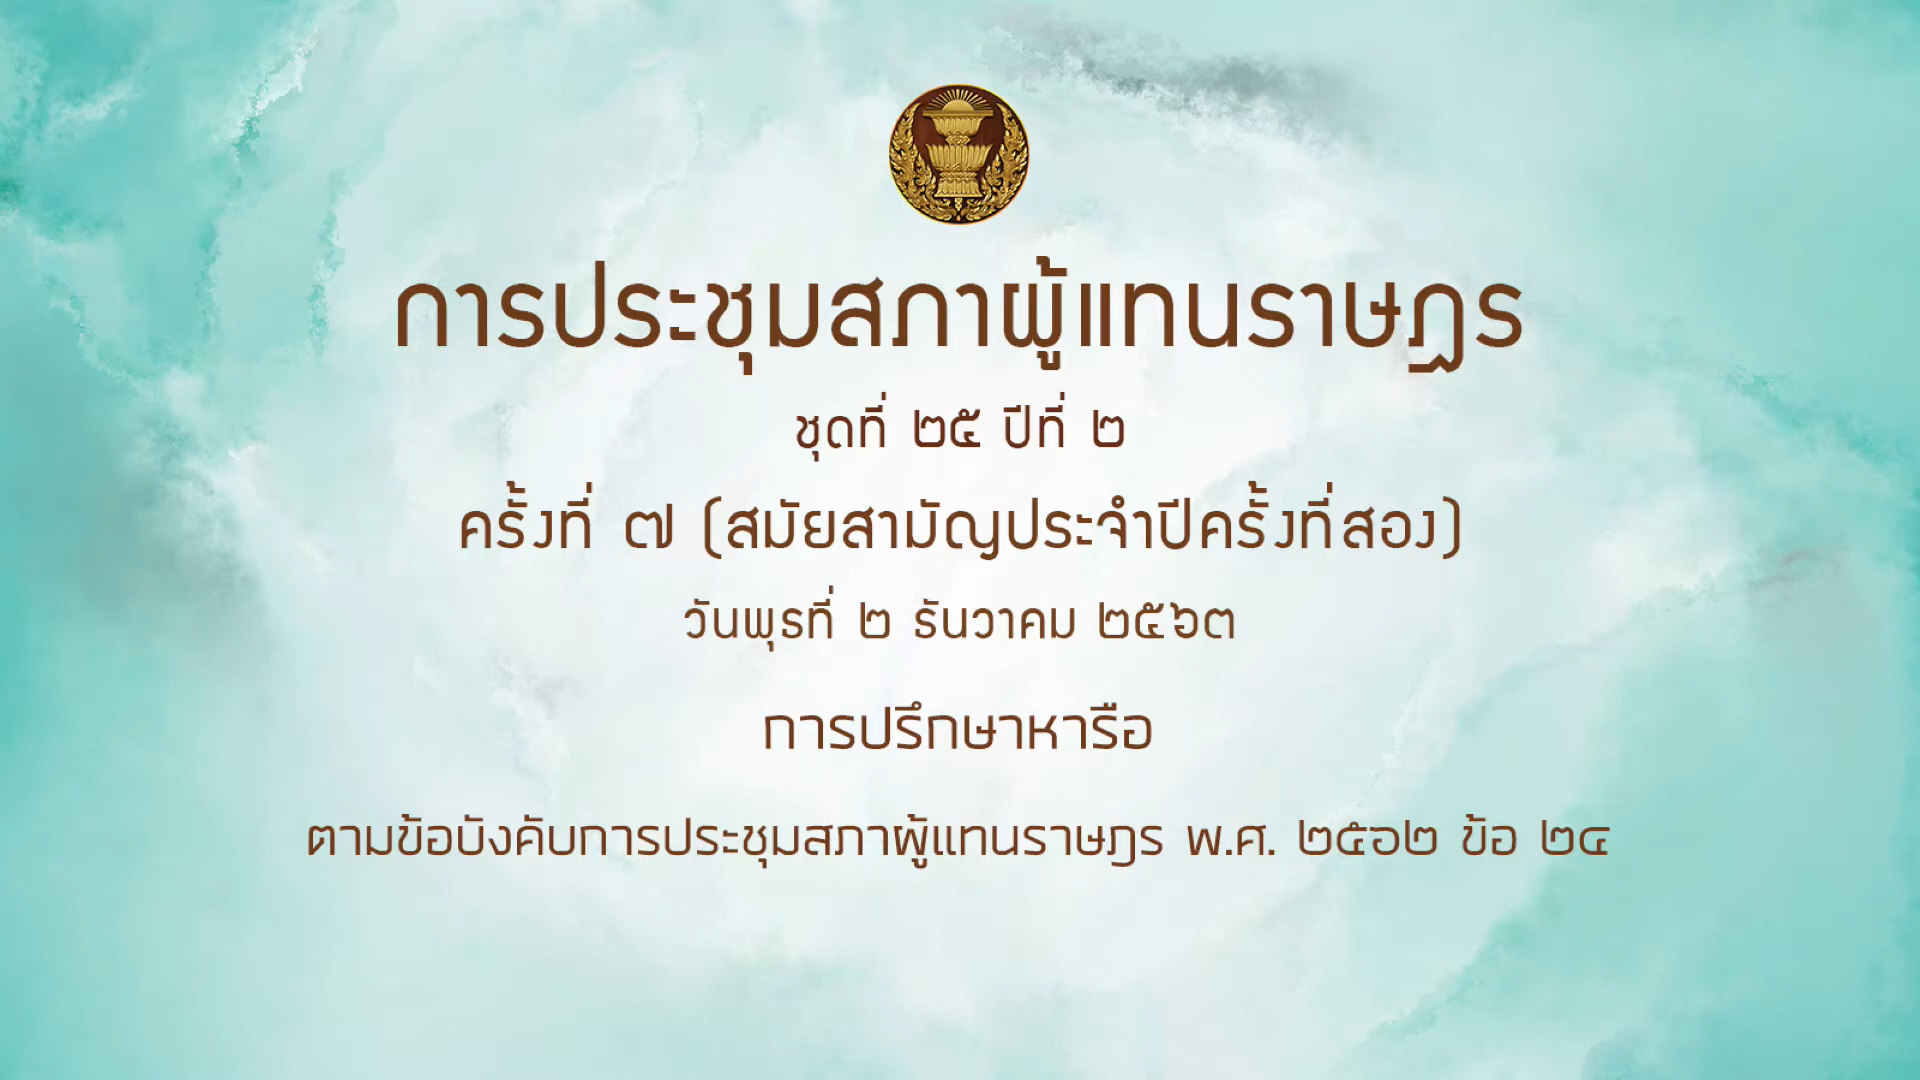 การประชุมสภาผู้แทนราษฎร
ชุดที่ ๒๕ ปีที่ ๒
ครั้งที่ ๗ (สมัยสามัญประจำปีครั้งที่สอง)
วันพุธที่ ๒ ธันวาคม ๒๕๖๓
การปรึกษาหารือ
ตามข้อบังคับการประชุมสภาผู้แทนราษฎร พ.ศ. ๒๕๖๒ ข้อ ๒๔